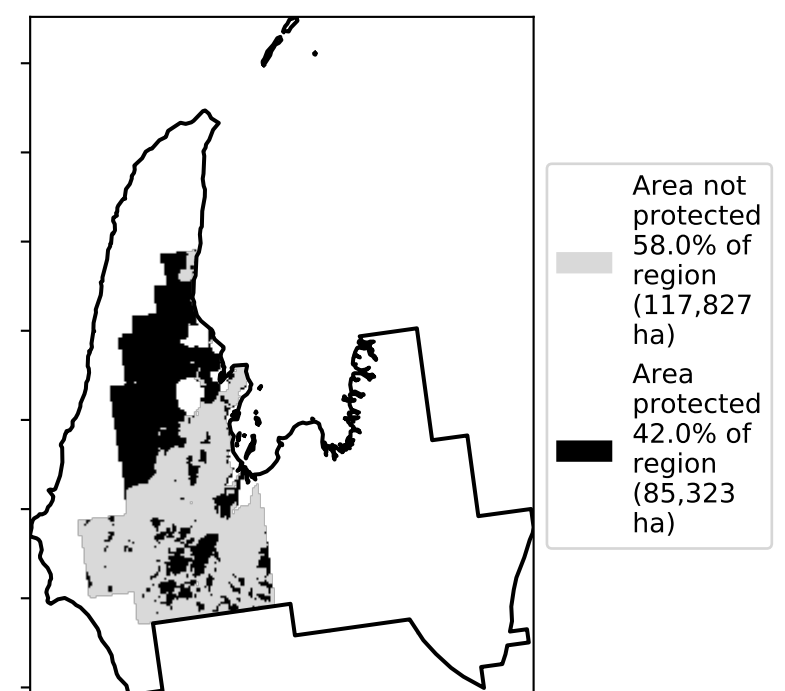 Area not
protected
58.0% of
region
(117,827
ha)
Area
protected
42.0% of
region
(85,323
ha)